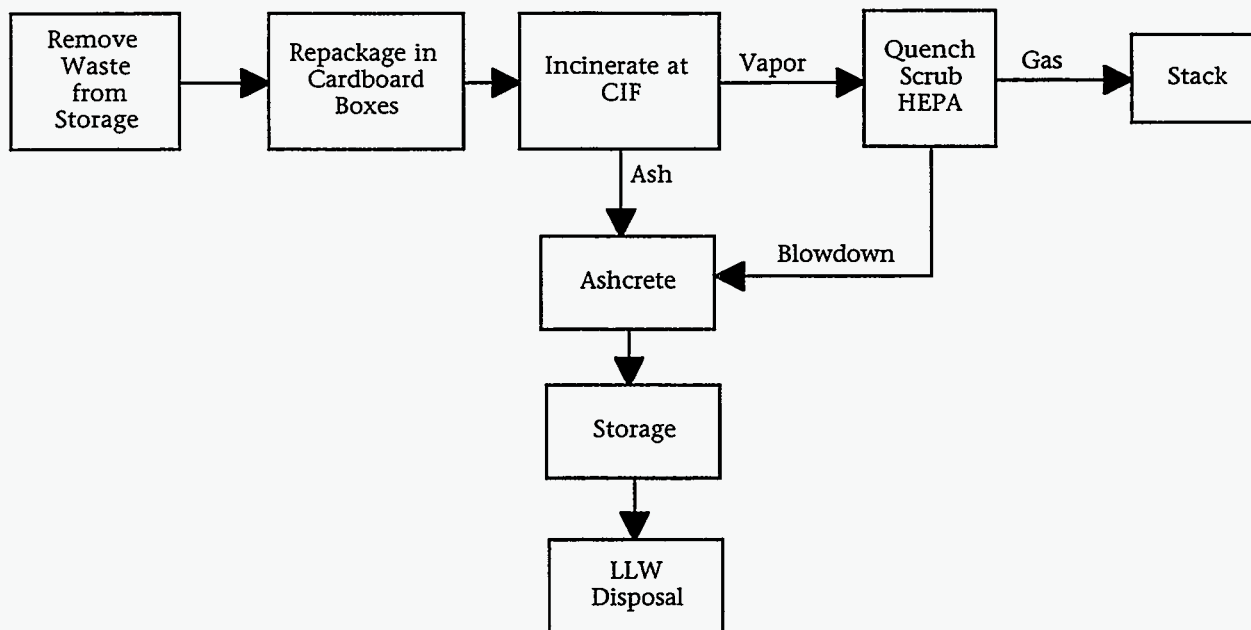 Remove
Waste
from
Storage
Repackage in
Cardboard
Boxes
Incinerate at
CIF
Vapor
Quench
Scrub
HEPA
Gas
Stack
Ash
Blowdown
Ashcrete
Storage
LLW
Disposal